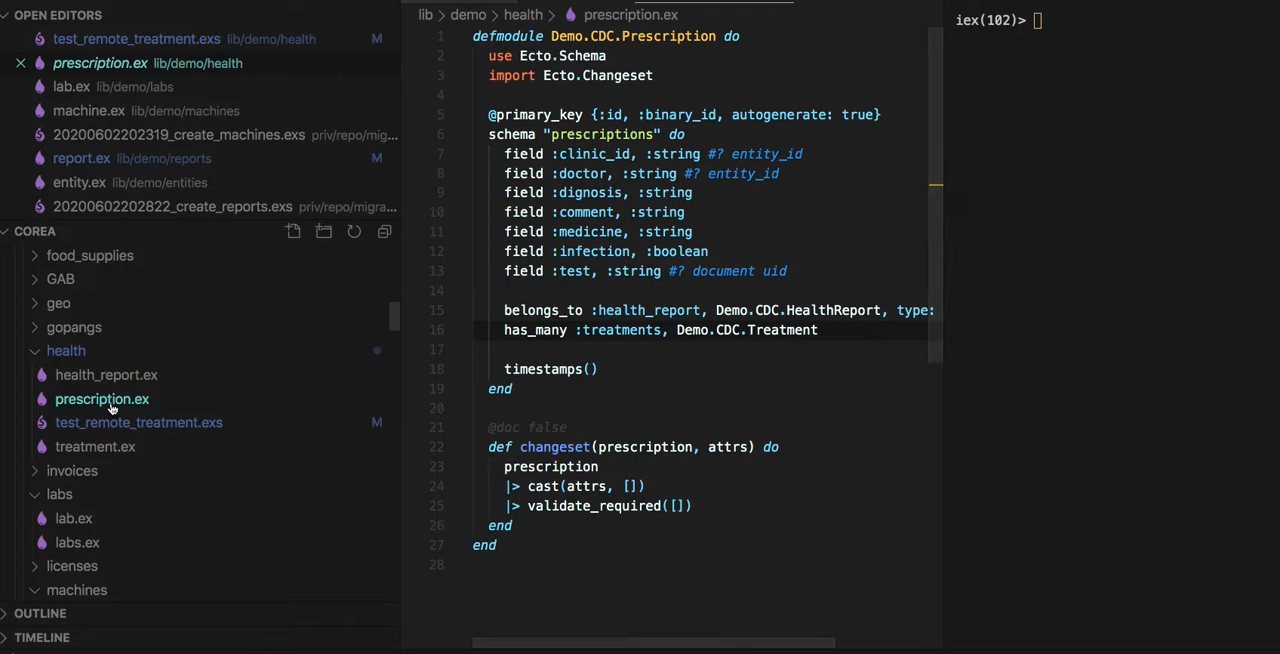 OPEN EDITORS
test_remote_treatment.exs lib/demo/health M
prescription.ex lib/demo/health
lab.ex lib/demo/labs
machine.ex lib/demo/machines
20200602202319_create_machines.exs priv/repo/mig...
report.ex lib/demo/reports M
entity.ex lib/demo/entities
20200602202822_create_reports.exs priv/repo/migra...
COREA
food_supplies
GAB
geo
gopangs
health
health_report.ex
prescription.ex
test_remote_treatment.exs M
treatment.ex
invoices
labs
lab.ex
labs.ex
licenses
machines
OUTLINE
TIMELINE
lib > demo > health > prescription.ex
1 defmodule Demo.CDC.Prescription do
2 use Ecto.Schema
3 import Ecto.Changeset
4
5 @primary_key {:id, :binary_id, autogenerate: true}
6 schema "prescriptions" do
7 field :clinic_id, :string #? entity_id
8 field :doctor, :string #? entity_id
9 field :dignosis, :string
10 field :comment, :string
11 field :medicine, :string
12 field :infection, :boolean
13 field :test, :string #? document uid
14
15 belongs_to :health_report, Demo.CDC.HealthReport, type:
16 has_many :treatments, Demo.CDC.Treatment
17
18 timestamps()
19 end
20
21 @doc false
22 def changeset(prescription, attrs) do
23 prescription
24 |> cast(attrs, [])
25 |> validate_required([])
26 end
27 end
28
iex(102)>